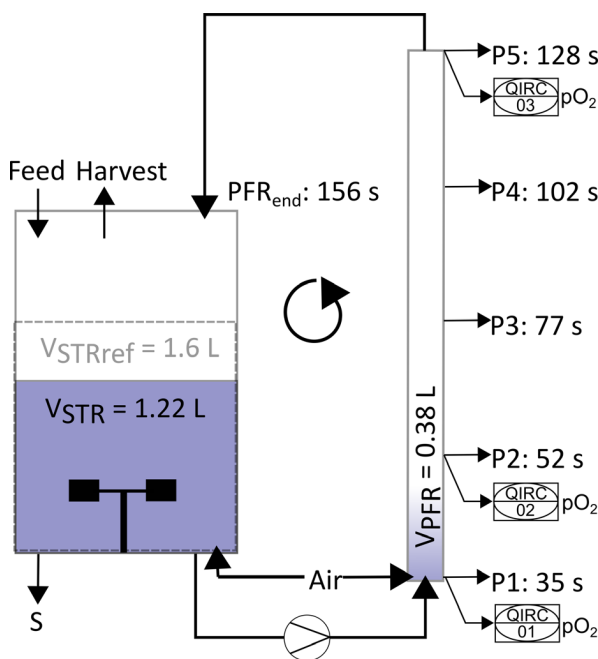 P5: 128 s
QIRC
03
pO₂
Feed Harvest
PFRend: 156 s
P4: 102 s
VSTRref = 1.6 L
P3: 77 s
VSTR = 1.22 L
VPFR = 0.38 L
P2: 52 s
QIRC
02
pO₂
Air
P1: 35 s
S
QIRC
01
pO₂